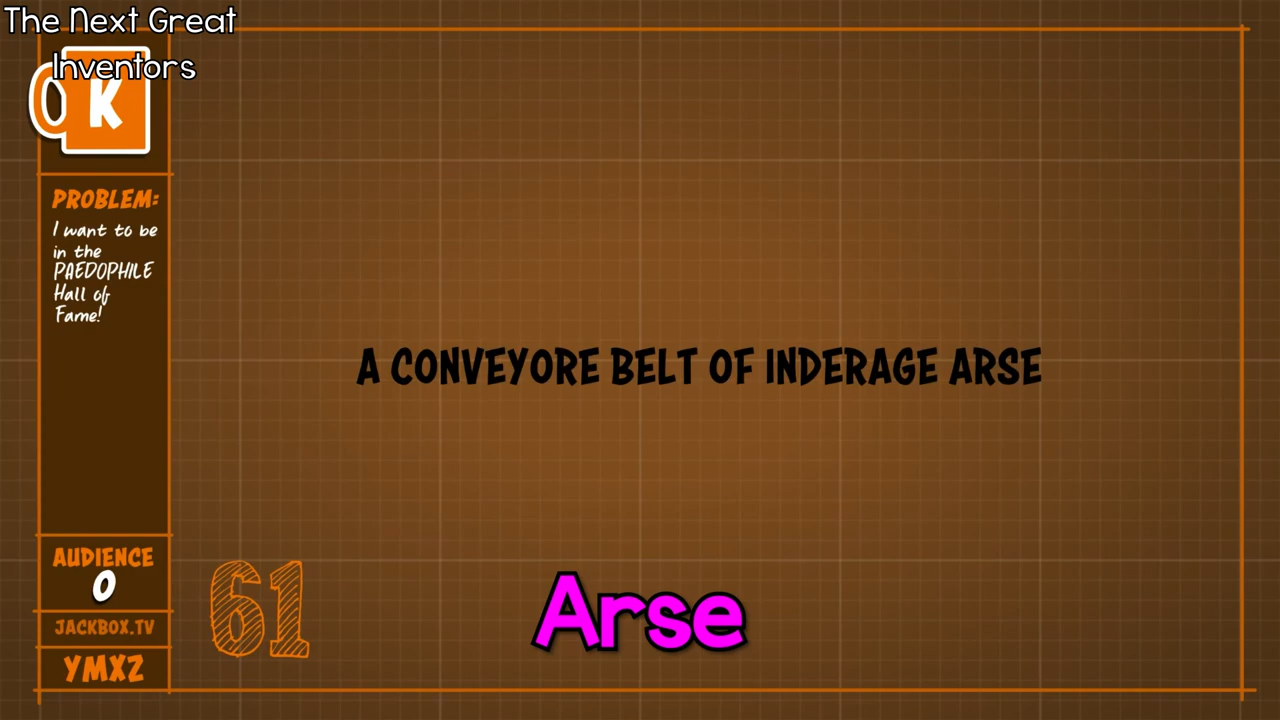 The Next Great
Inventors
K
PROBLEM:
I want to be
in the
PAEDOPHILE
Hall of
Fame!
A CONVEYORE BELT OF INDERAGE ARSE
AUDIENCE
0
JACKBOX.TV
YMXZ
61
Arse